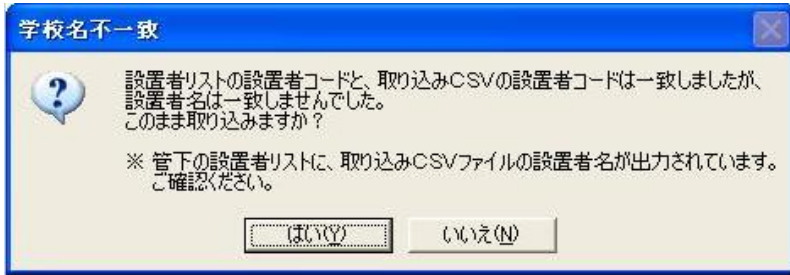 学校名不一致
設置者リストの設置者コードと、取り込みCSVの設置者コードは一致しましたが、
設置者名は一致しませんでした。
このまま取り込みますか？
※ 管下の設置者リストに、取り込みCSVファイルの設置者名が出力されています。
ご確認ください。
はい(Y) いいえ(N)